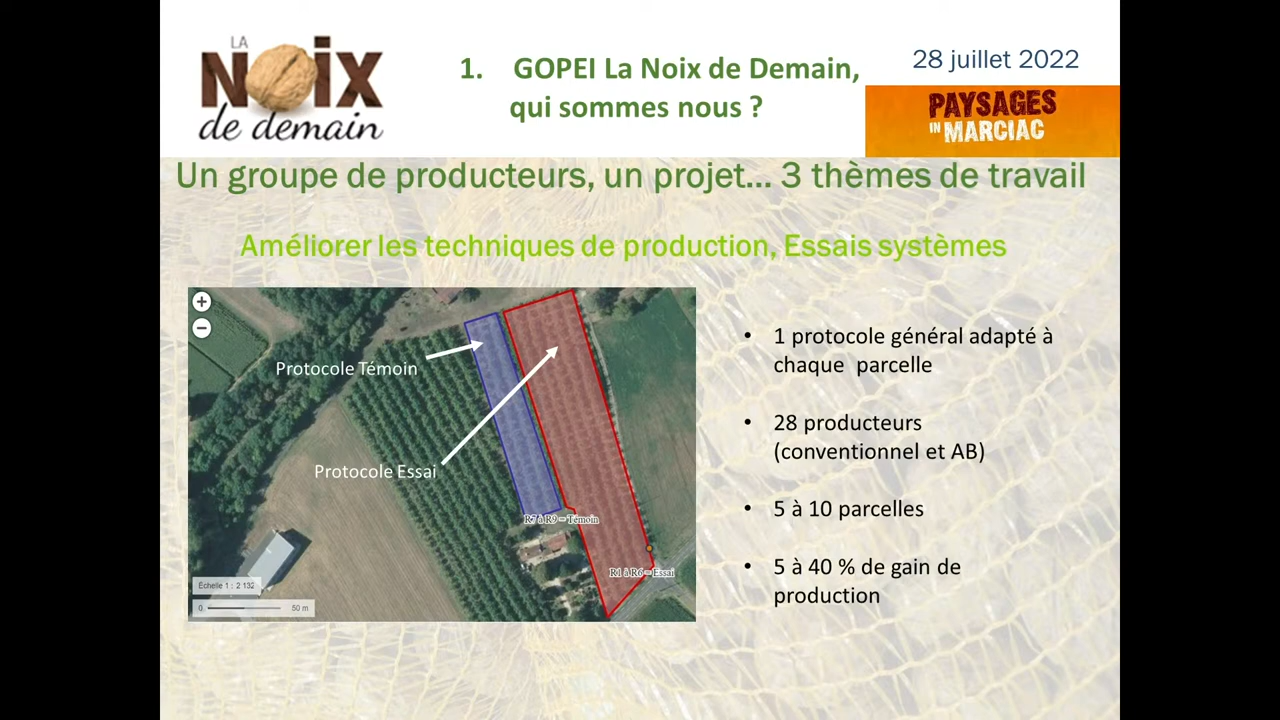 LA
NOIX
de demain
1. GOPEI La Noix de Demain,
qui sommes nous ?
28 juillet 2022
PAYSAGES
IN MARCIAC
Un groupe de producteurs, un projet... 3 thèmes de travail
Améliorer les techniques de production, Essais systèmes
+
−
Protocole Témoin
Protocole Essai
R7 à R9 = Témoin
R1 à R6 = Essai
Échelle 1 : 2 132
0 50 m
• 1 protocole général adapté à
chaque parcelle
• 28 producteurs
(conventionnel et AB)
• 5 à 10 parcelles
• 5 à 40 % de gain de
production